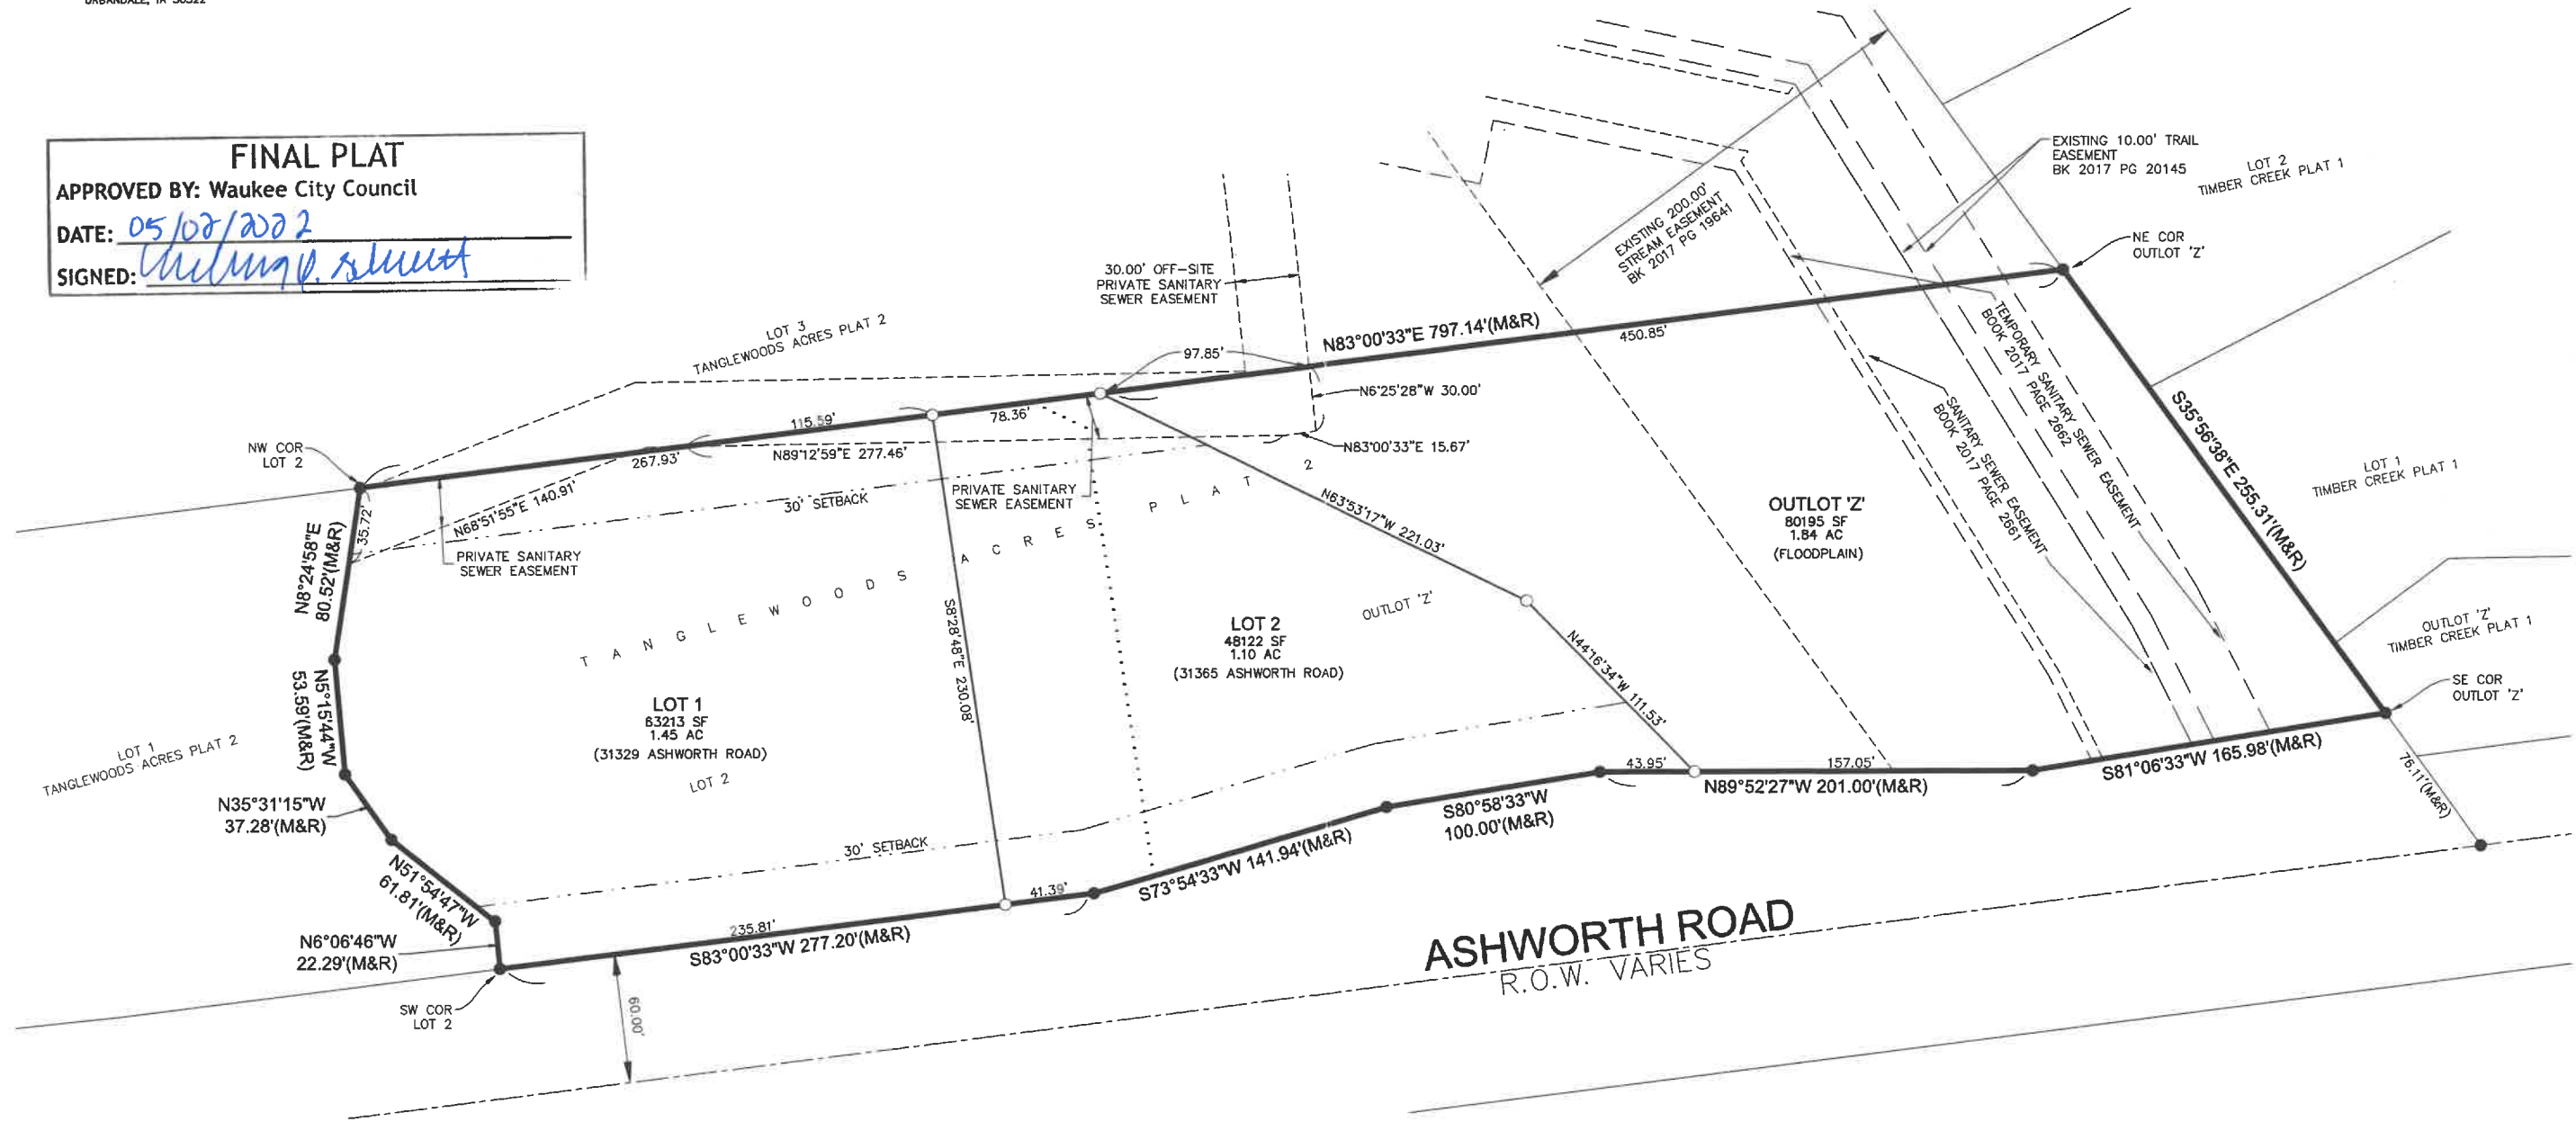 URBANDALE, IA 50322
FINAL PLAT
APPROVED BY: Waukee City Council
DATE: 05/02/2022
SIGNED:
LOT 3
TANGLEWOODS ACRES PLAT 2
30.00' OFF-SITE
PRIVATE SANITARY
SEWER EASEMENT
EXISTING 200.00'
STREAM EASEMENT
BK 2017 PG 19641
EXISTING 10.00' TRAIL
EASEMENT
BK 2017 PG 20145
LOT 2
TIMBER CREEK PLAT 1
NE COR
OUTLOT 'Z'
N83°00'33"E 797.14'(M&R)
450.85'
97.85'
N6°25'28"W 30.00'
N83°00'33"E 15.67'
78.36'
115.59'
267.93'
N89°12'59"E 277.46'
NW COR
LOT 2
N68°51'55"E 140.91'
35.72'
N8°24'58"E
80.52'(M&R)
PRIVATE SANITARY
SEWER EASEMENT
30' SETBACK
PRIVATE SANITARY
SEWER EASEMENT
TANGLEWOODS ACRES PLAT 2
N63°53'17"W 221.03'
OUTLOT 'Z'
80195 SF
1.84 AC
(FLOODPLAIN)
TEMPORARY SANITARY SEWER EASEMENT
BOOK 2017 PAGE 2662
SANITARY SEWER EASEMENT
BOOK 2017 PAGE 2661
S35°56'38"E 255.31'(M&R)
LOT 1
TIMBER CREEK PLAT 1
OUTLOT 'Z'
TIMBER CREEK PLAT 1
SE COR
OUTLOT 'Z'
S8°28'48"E 230.08'
LOT 2
48122 SF
1.10 AC
(31365 ASHWORTH ROAD)
OUTLOT 'Z'
N44°16'34"W 111.53'
LOT 1
63213 SF
1.45 AC
(31329 ASHWORTH ROAD)
LOT 2
N5°15'44"W
53.59'(M&R)
LOT 1
TANGLEWOODS ACRES PLAT 2
N35°31'15"W
37.28'(M&R)
N51°54'47"W
61.81'(M&R)
N6°06'46"W
22.29'(M&R)
SW COR
LOT 2
30' SETBACK
235.81'
S83°00'33"W 277.20'(M&R)
41.39'
S73°54'33"W 141.94'(M&R)
S80°58'33"W
100.00'(M&R)
43.95'
157.05'
N89°52'27"W 201.00'(M&R)
S81°06'33"W 165.98'(M&R)
76.11'(M&R)
60.00'
ASHWORTH ROAD
R.O.W. VARIES